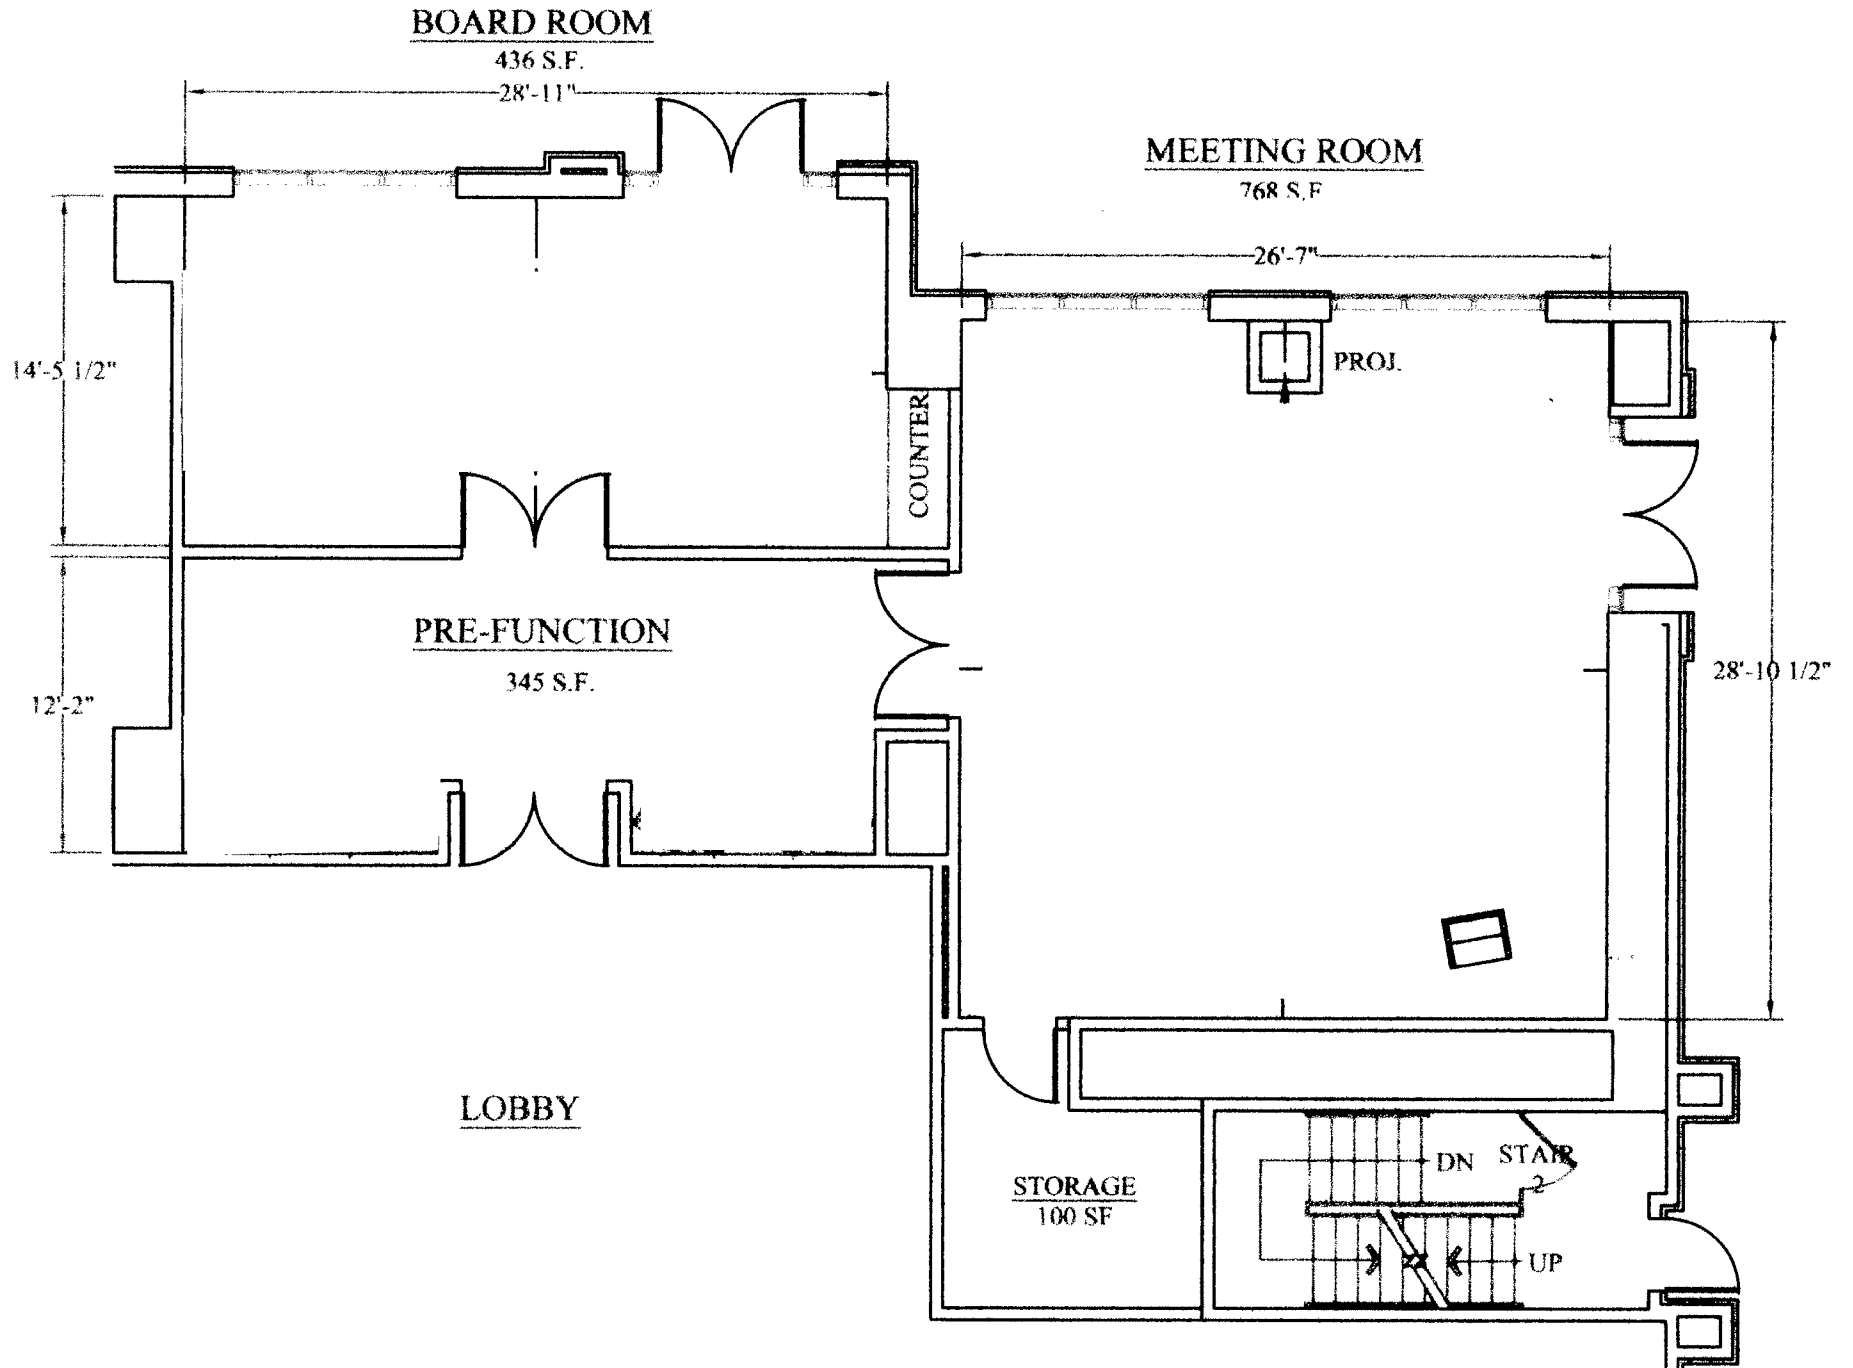 BOARD ROOM
436 S.F.
28'-11"
MEETING ROOM
768 S.F
26'-7"
PROJ.
14'-5 1/2"
COUNTER
PRE-FUNCTION
345 S.F.
12'-2"
28'-10 1/2"
LOBBY
STORAGE
100 SF
DN
STAIR
2
UP